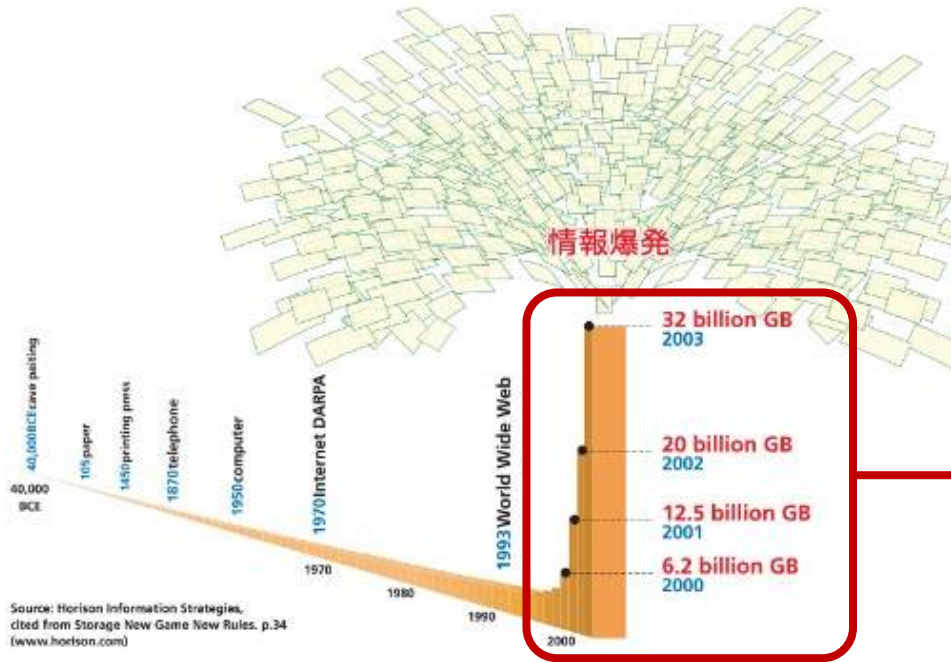 情報爆発
32 billion GB
2003
20 billion GB
2002
12.5 billion GB
2001
6.2 billion GB
2000
40,000BCE cave paiting
105 paper
1450 printing press
1870 telephone
1950 computer
1970 Internet DARPA
1993 World Wide Web
40,000
BCE
1970
1980
1990
2000
Source: Horison Information Strategies,
cited from Storage New Game New Rules. p.34
(www.horison.com)